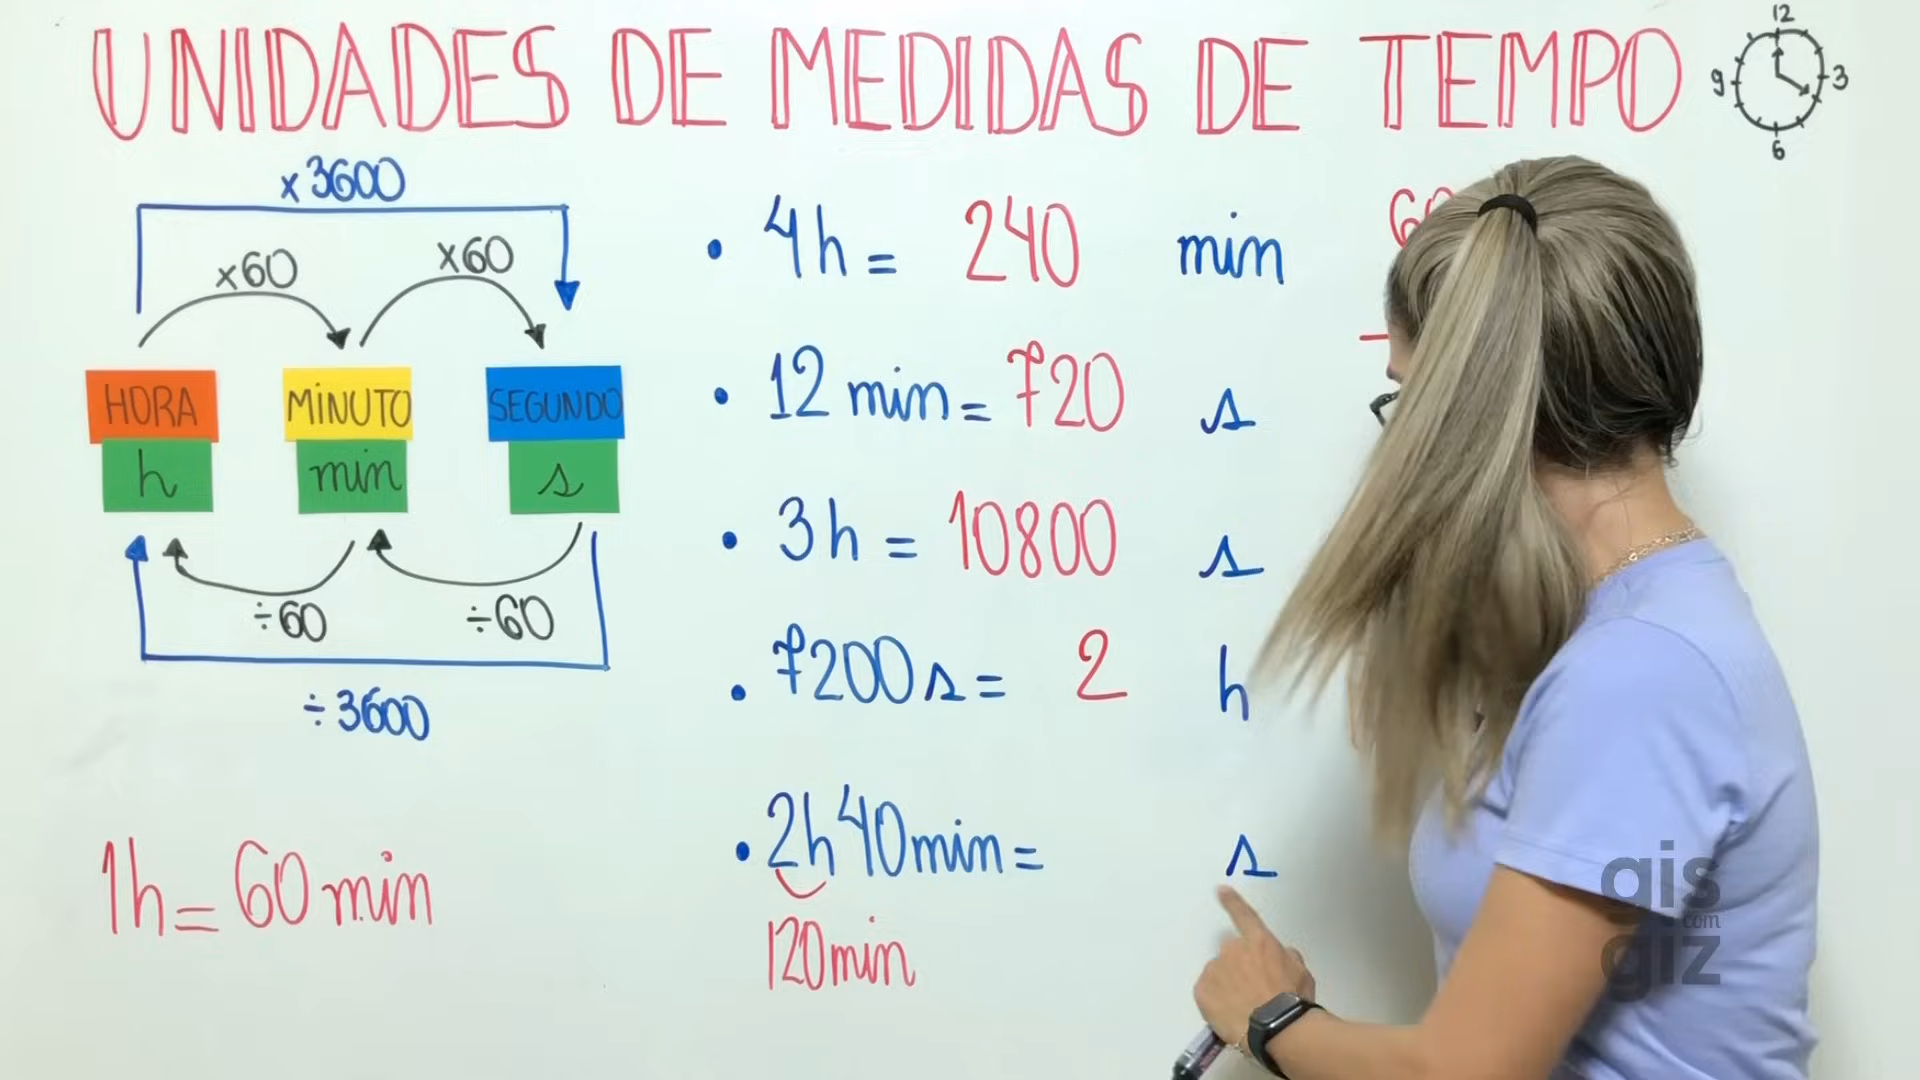 UNIDADES DE MEDIDAS DE TEMPO
12
9 3
6
x3600
x60 x60
HORA MINUTO SEGUNDO
h min s
÷60 ÷60
÷3600
1h = 60 min
• 4h = 240 min
• 12 min = 720 s
• 3h = 10800 s
• 7200 s = 2 h
• 2h 40min = s
120min
gis
com
giz